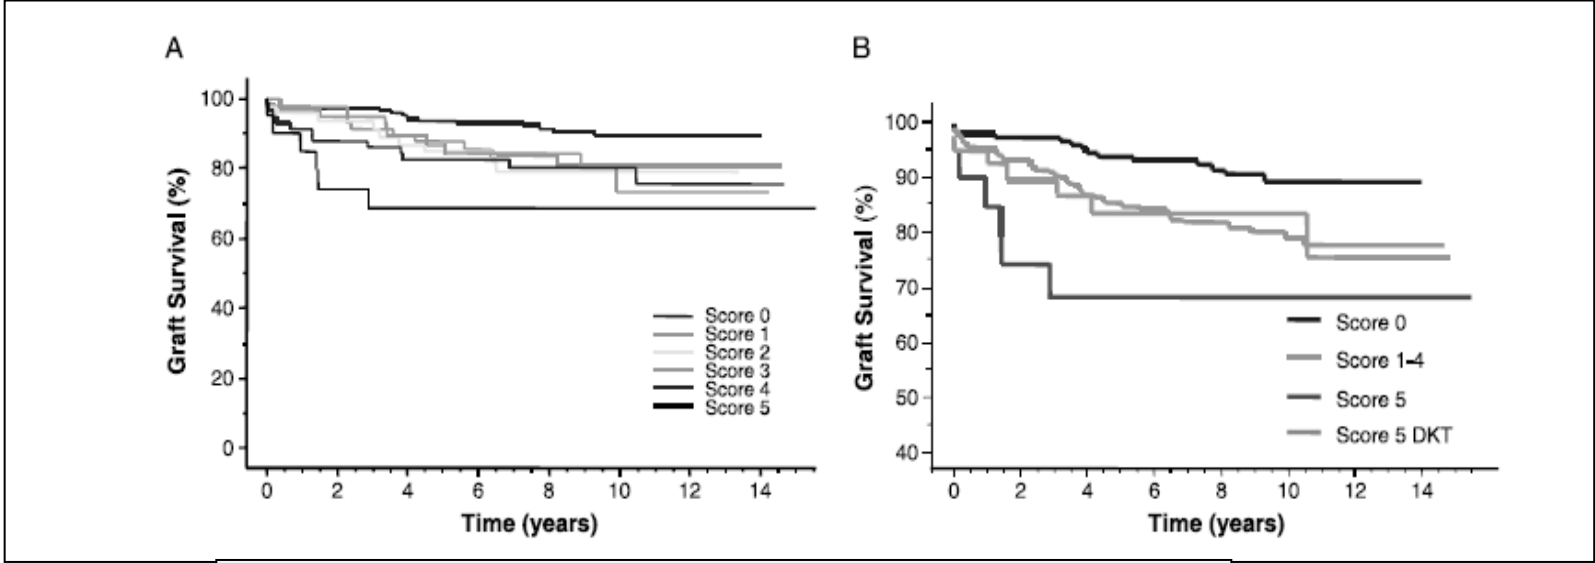 A
100
80
60
40
20
0
Graft Survival (%)
0 2 4 6 8 10 12 14
Time (years)
Score 0
Score 1
Score 2
Score 3
Score 4
Score 5
B
100
90
80
70
60
50
40
Graft Survival (%)
0 2 4 6 8 10 12 14
Time (years)
Score 0
Score 1-4
Score 5
Score 5 DKT